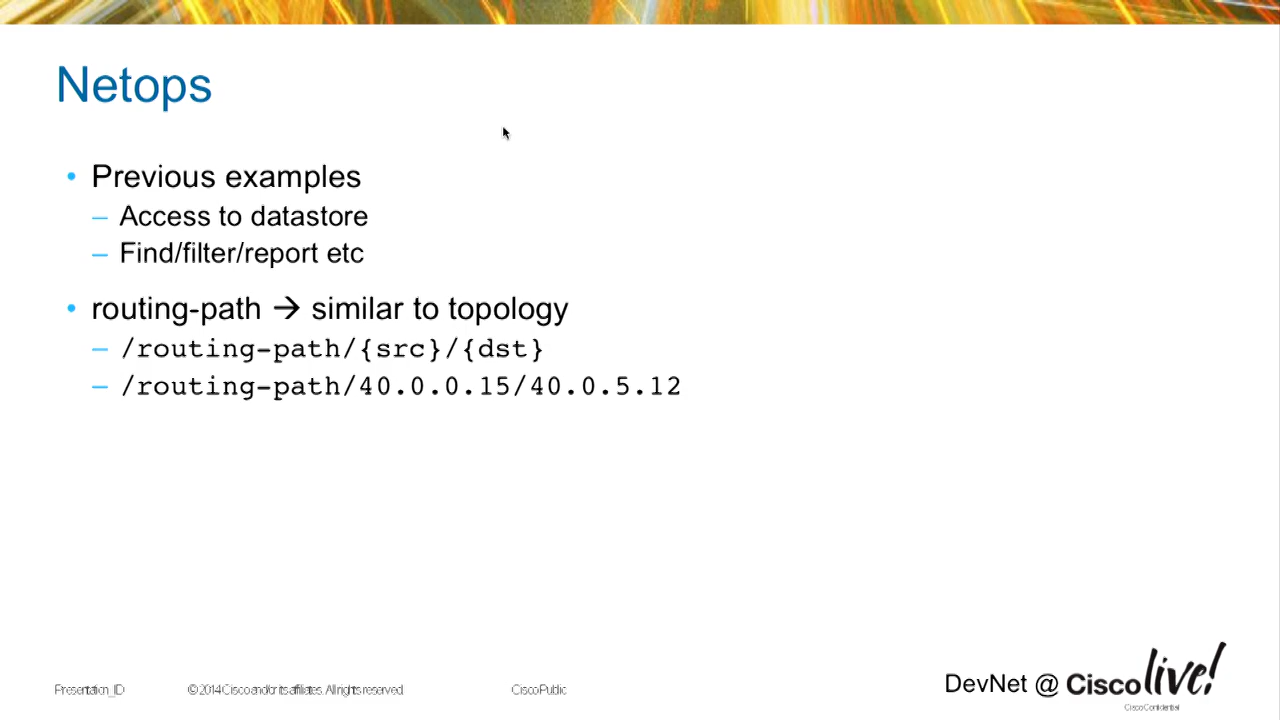 Netops
• Previous examples
– Access to datastore
– Find/filter/report etc
• routing-path → similar to topology
– /routing-path/{src}/{dst}
– /routing-path/40.0.0.15/40.0.5.12
Presentation_ID © 2014 Cisco and/or its affiliates. All rights reserved. Cisco Public
DevNet @ Cisco live!
Cisco Confidential